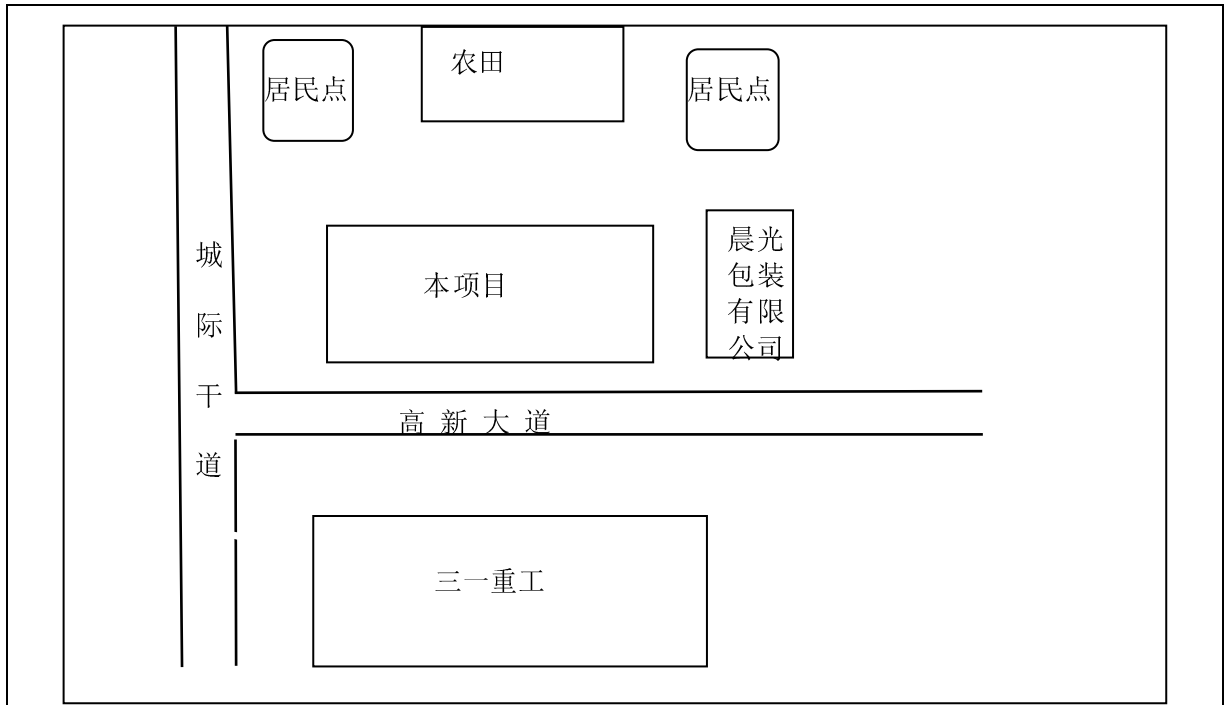 农田
居民点
居民点
晨光
包装
有限
公司
本项目
城
际
干
道
高 新 大 道
三一重工